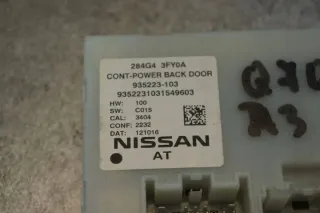 284G4 3FY0A
CONT-POWER BACK DOOR
935223-103
9352231031549603
HW: 100
SW: C015
CAL: 3404
CONF: 2232
DAT: 121016
NISSAN
AT
A3